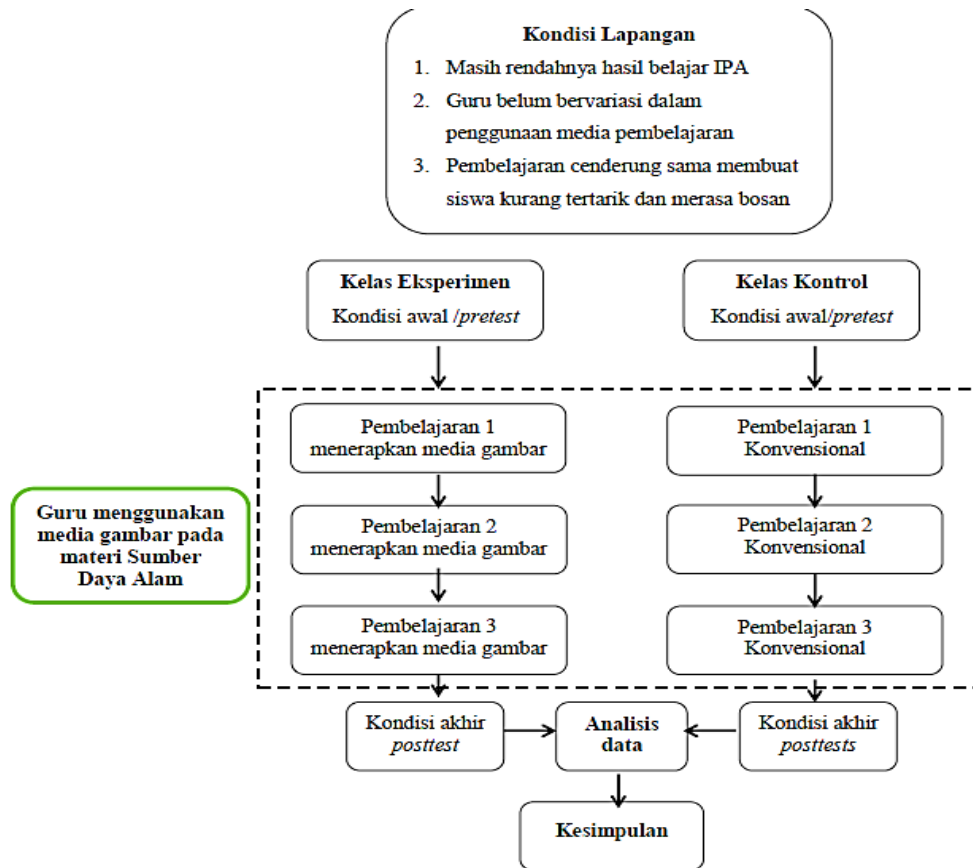 Kondisi Lapangan
1. Masih rendahnya hasil belajar IPA
2. Guru belum bervariasi dalam
penggunaan media pembelajaran
3. Pembelajaran cenderung sama membuat
siswa kurang tertarik dan merasa bosan
Kelas Eksperimen
Kondisi awal /pretest
Kelas Kontrol
Kondisi awal/pretest
Guru menggunakan
media gambar pada
materi Sumber
Daya Alam
Pembelajaran 1
menerapkan media gambar
Pembelajaran 1
Konvensional
Pembelajaran 2
menerapkan media gambar
Pembelajaran 2
Konvensional
Pembelajaran 3
menerapkan media gambar
Pembelajaran 3
Konvensional
Kondisi akhir
posttest
Analisis
data
Kondisi akhir
posttests
Kesimpulan